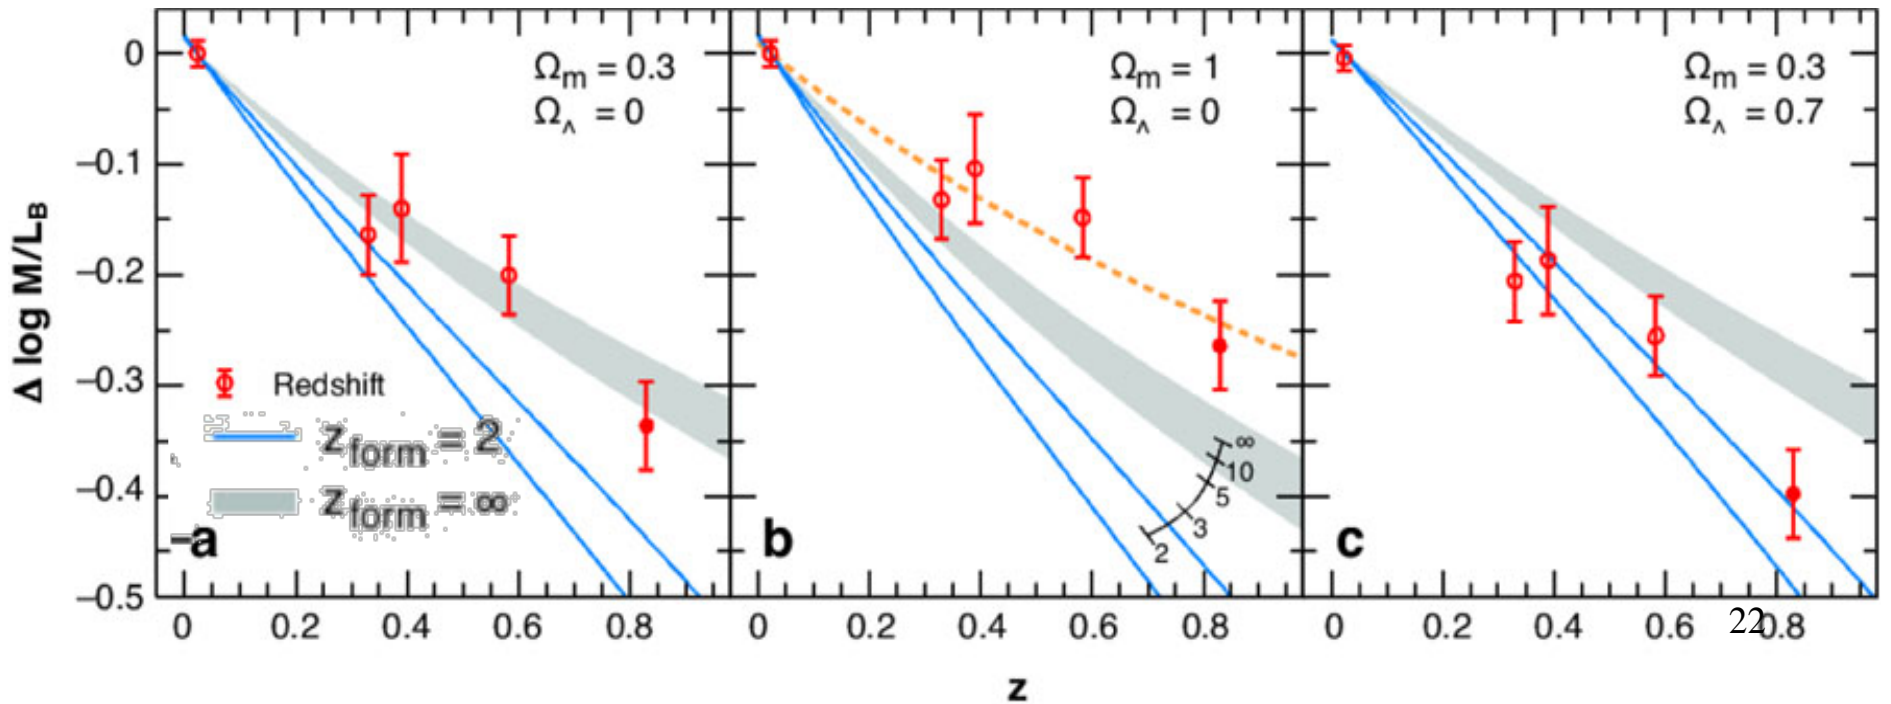 Δ log M/L_B
0
−0.1
−0.2
−0.3
−0.4
−0.5
Ω_m = 0.3
Ω_^ = 0
Redshift
z_form = 2
z_form = ∞
a
0 0.2 0.4 0.6 0.8
Ω_m = 1
Ω_^ = 0
∞
10
5
3
2
b
0 0.2 0.4 0.6 0.8
Ω_m = 0.3
Ω_^ = 0.7
c
0 0.2 0.4 0.6 0.8
22
z